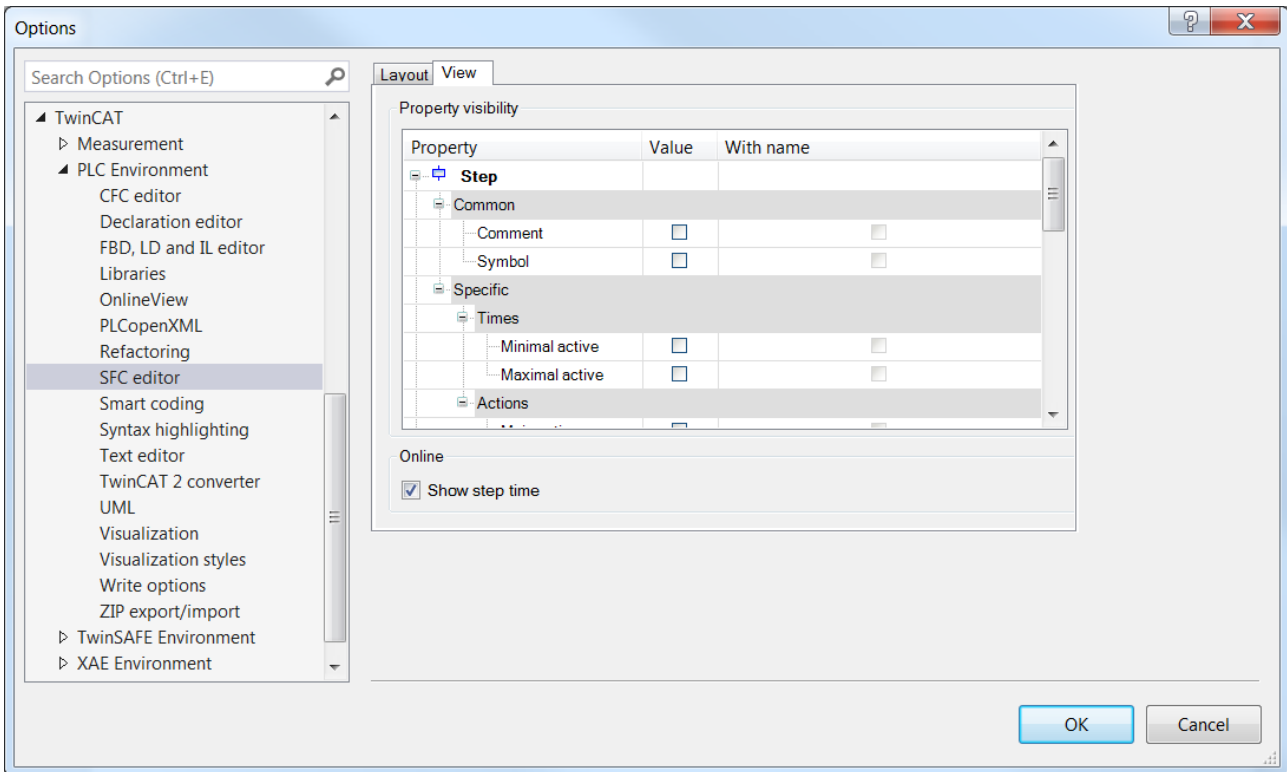 Options
Search Options (Ctrl+E)
TwinCAT
Measurement
PLC Environment
CFC editor
Declaration editor
FBD, LD and IL editor
Libraries
OnlineView
PLCopenXML
Refactoring
SFC editor
Smart coding
Syntax highlighting
Text editor
TwinCAT 2 converter
UML
Visualization
Visualization styles
Write options
ZIP export/import
TwinSAFE Environment
XAE Environment
Layout View
Property visibility
Property Value With name
Step
Common
Comment
Symbol
Specific
Times
Minimal active
Maximal active
Actions
Online
Show step time
OK Cancel